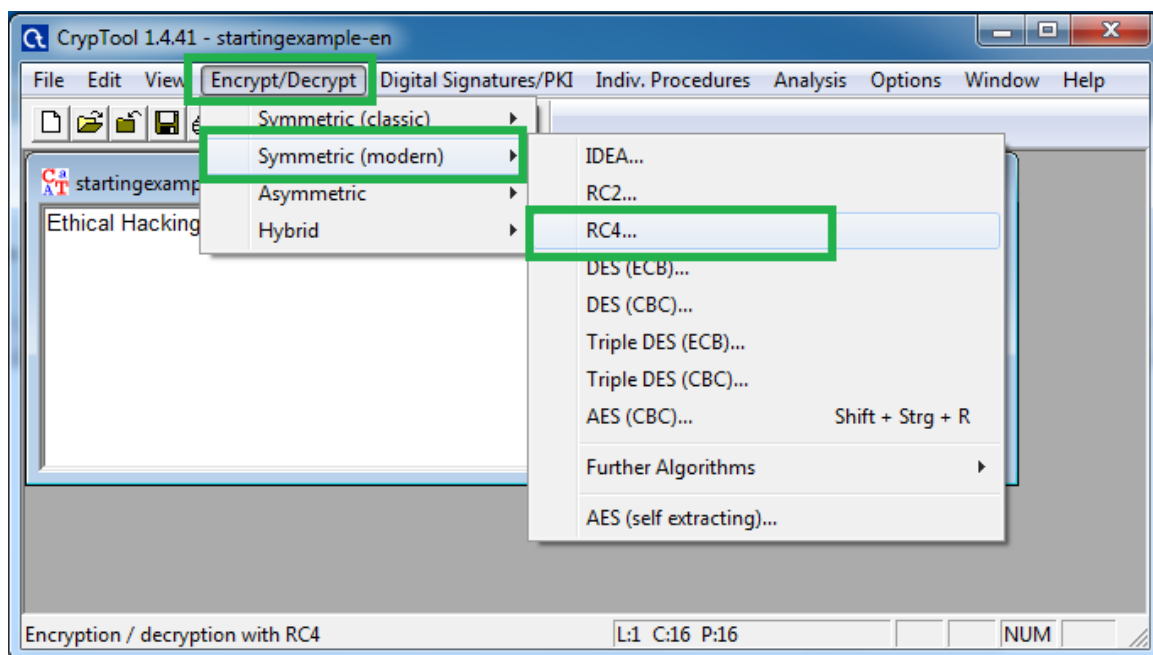 CrypTool 1.4.41 - startingexample-en
File Edit View Encrypt/Decrypt Digital Signatures/PKI Indiv. Procedures Analysis Options Window Help
Symmetric (classic)
Symmetric (modern)
Asymmetric
Hybrid
IDEA...
RC2...
RC4...
DES (ECB)...
DES (CBC)...
Triple DES (ECB)...
Triple DES (CBC)...
AES (CBC)... Shift + Strg + R
Further Algorithms
AES (self extracting)...
startingexamp
Ethical Hacking
Encryption / decryption with RC4 L:1 C:16 P:16 NUM